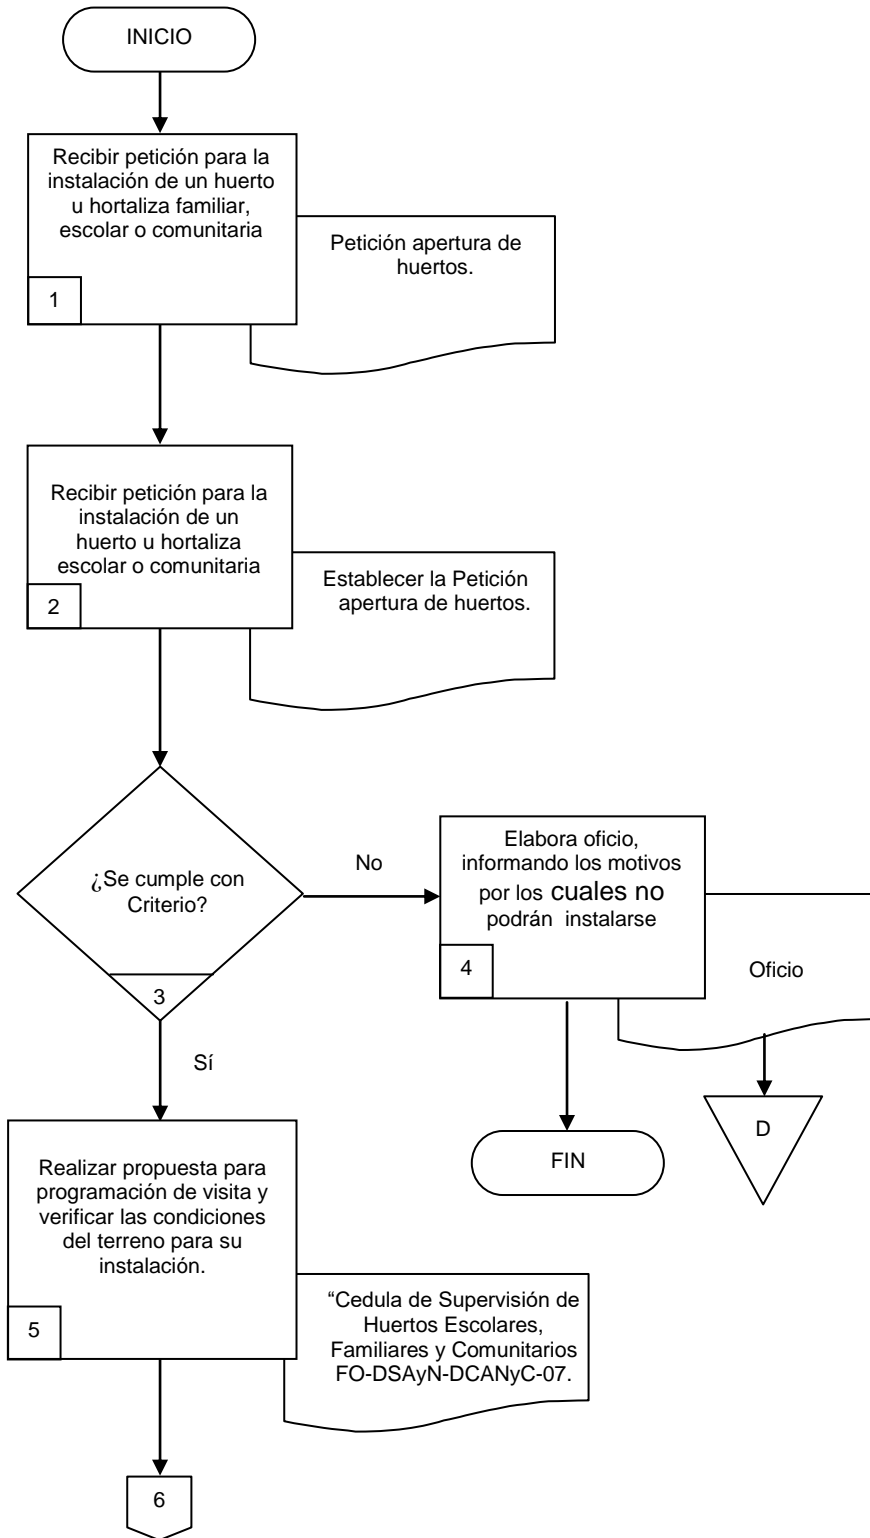 INICIO
Recibir petición para la
instalación de un huerto
u hortaliza familiar,
escolar o comunitaria
1
Petición apertura de
huertos.
Recibir petición para la
instalación de un
huerto u hortaliza
escolar o comunitaria
2
Establecer la Petición
apertura de huertos.
¿Se cumple con
Criterio?
3
No
Elabora oficio,
informando los motivos
por los cuales no
podrán instalarse
4
Oficio
D
FIN
Sí
Realizar propuesta para
programación de visita y
verificar las condiciones
del terreno para su
instalación.
5
“Cedula de Supervisión de
Huertos Escolares,
Familiares y Comunitarios
FO-DSAyN-DCANyC-07.
6